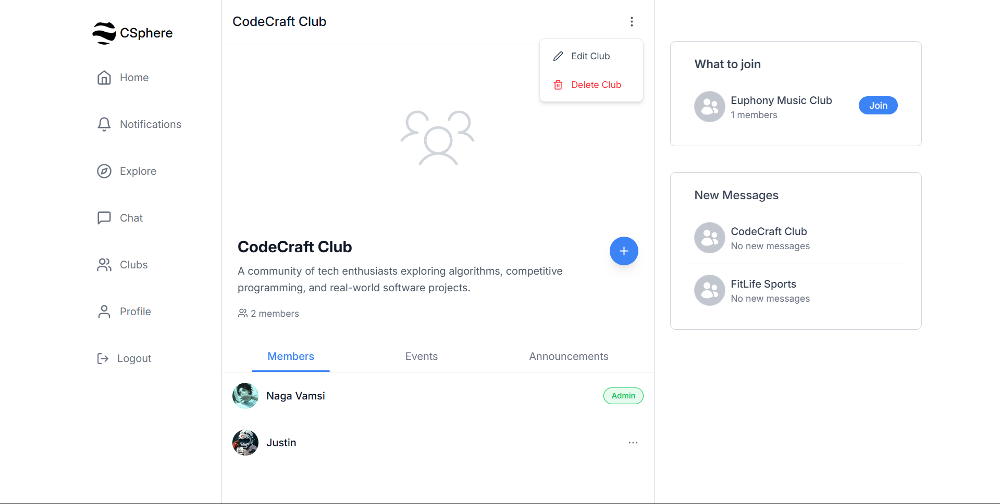 CSphere
Home
Notifications
Explore
Chat
Clubs
Profile
Logout
CodeCraft Club
Edit Club
Delete Club
CodeCraft Club
A community of tech enthusiasts exploring algorithms, competitive
programming, and real-world software projects.
2 members
Members Events Announcements
Naga Vamsi Admin
Justin
What to join
Euphony Music Club
1 members
Join
New Messages
CodeCraft Club
No new messages
FitLife Sports
No new messages